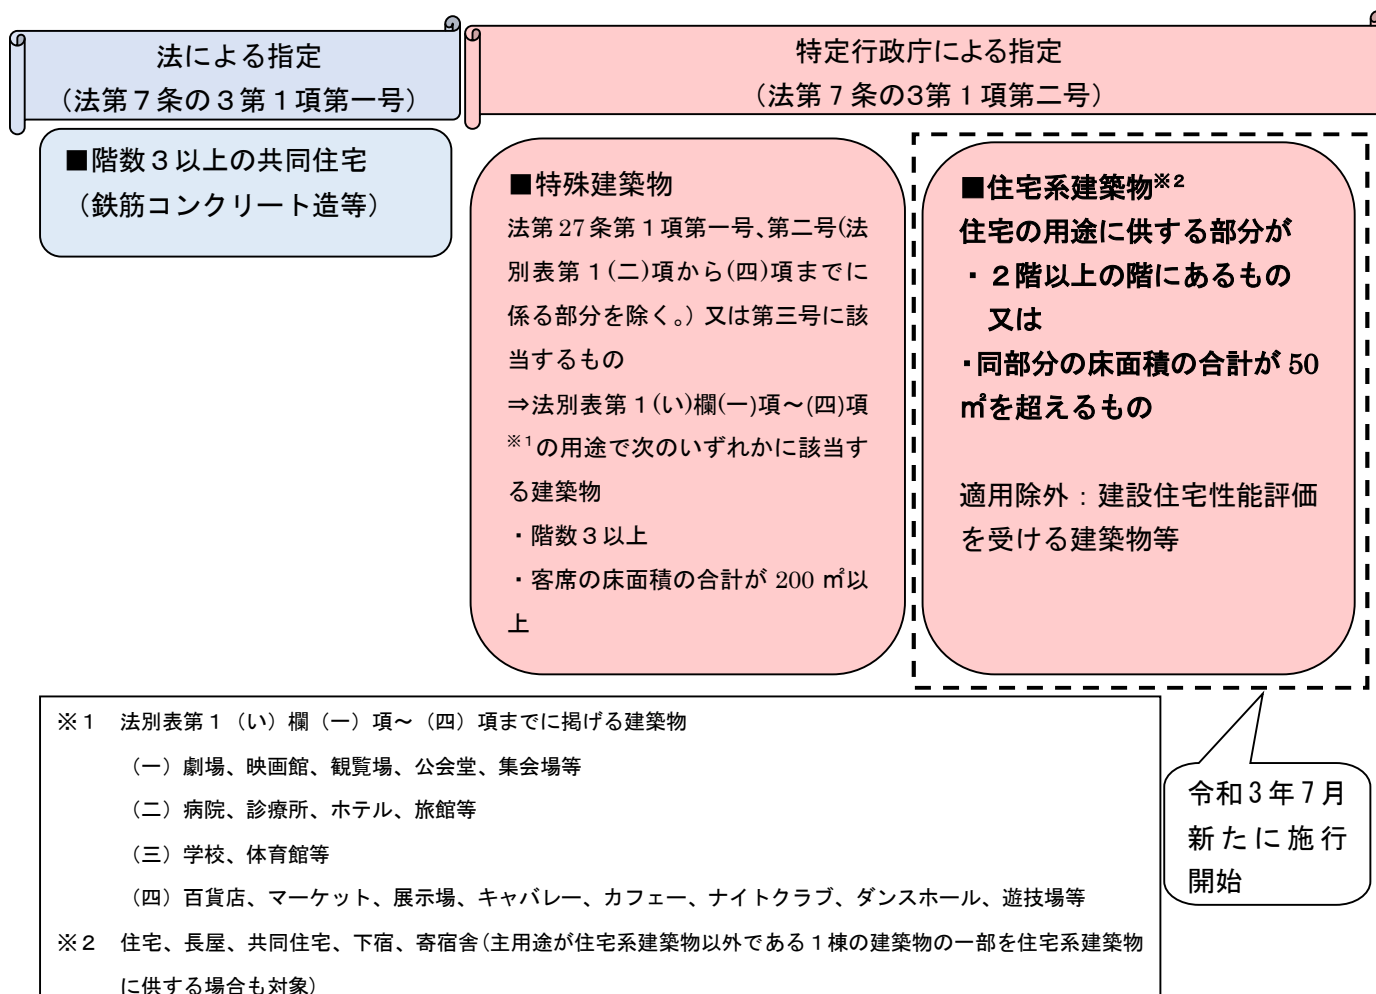 法による指定
（法第７条の３第１項第一号）
特定行政庁による指定
（法第７条の3第１項第二号）
■階数３以上の共同住宅
（鉄筋コンクリート造等）
■特殊建築物
法第27条第１項第一号、第二号(法
別表第１(二)項から(四)項までに
係る部分を除く。）又は第三号に該
当するもの
⇒法別表第１(い)欄(一)項～(四)項
※1の用途で次のいずれかに該当す
る建築物
・階数３以上
・客席の床面積の合計が 200 ㎡以
上
■住宅系建築物※2
住宅の用途に供する部分が
・２階以上の階にあるもの
又は
・同部分の床面積の合計が 50
㎡を超えるもの
適用除外：建設住宅性能評価
を受ける建築物等
令和3年7月
新たに施行
開始
※１　法別表第１（い）欄（一）項～（四）項までに掲げる建築物
（一）劇場、映画館、観覧場、公会堂、集会場等
（二）病院、診療所、ホテル、旅館等
（三）学校、体育館等
（四）百貨店、マーケット、展示場、キャバレー、カフェー、ナイトクラブ、ダンスホール、遊技場等
※２　住宅、長屋、共同住宅、下宿、寄宿舎(主用途が住宅系建築物以外である１棟の建築物の一部を住宅系建築物
に供する場合も対象)